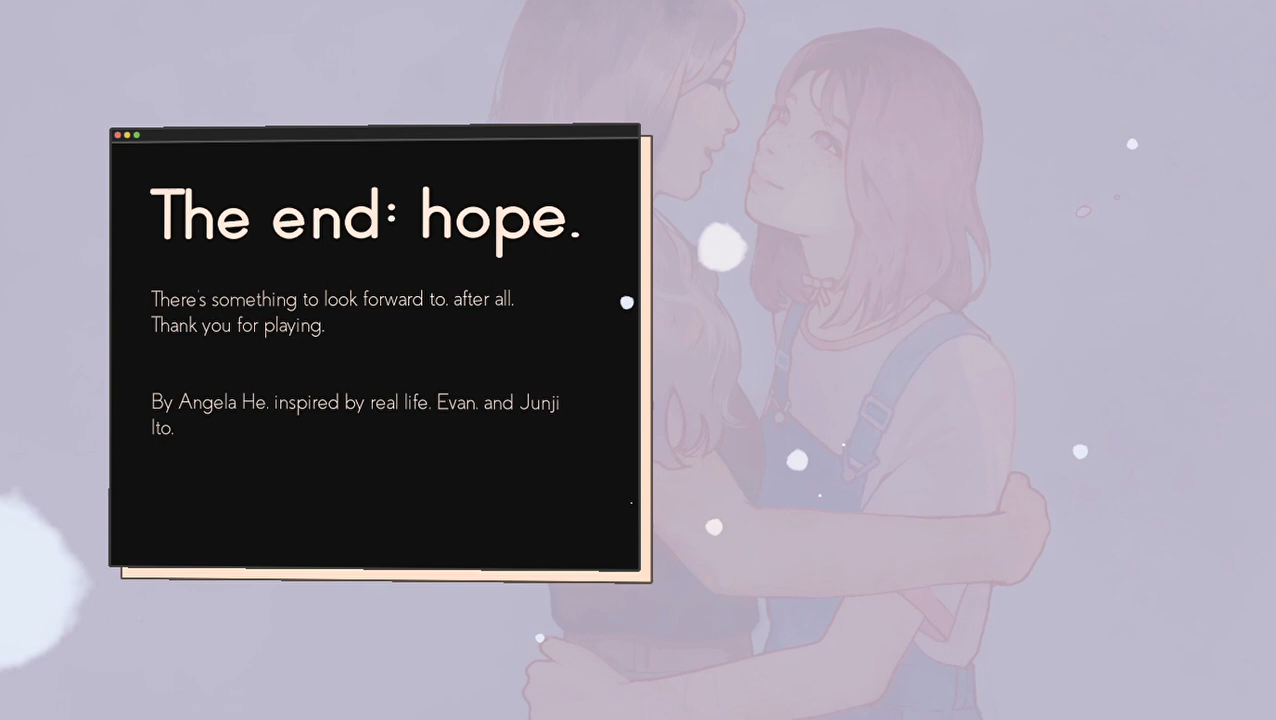 The end: hope.
There's something to look forward to. after all.
Thank you for playing.
By Angela He. inspired by real life. Evan. and Junji
Ito.